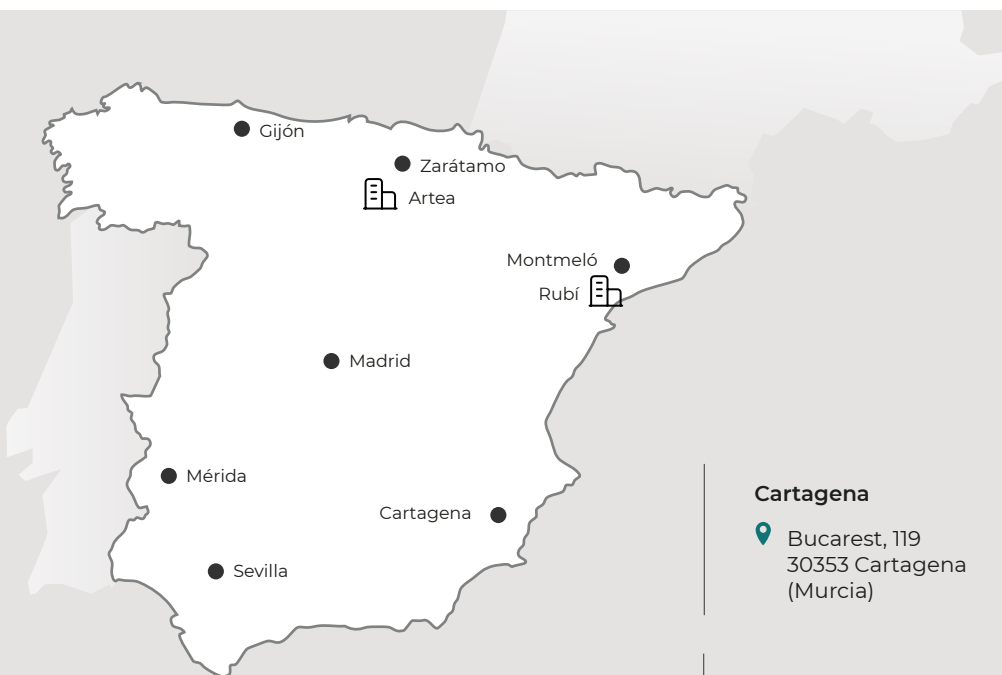 Gijón
Zarátamo
Artea
Montmeló
Rubí
Madrid
Mérida
Cartagena
Sevilla
Cartagena
Bucarest, 119
30353 Cartagena
(Murcia)